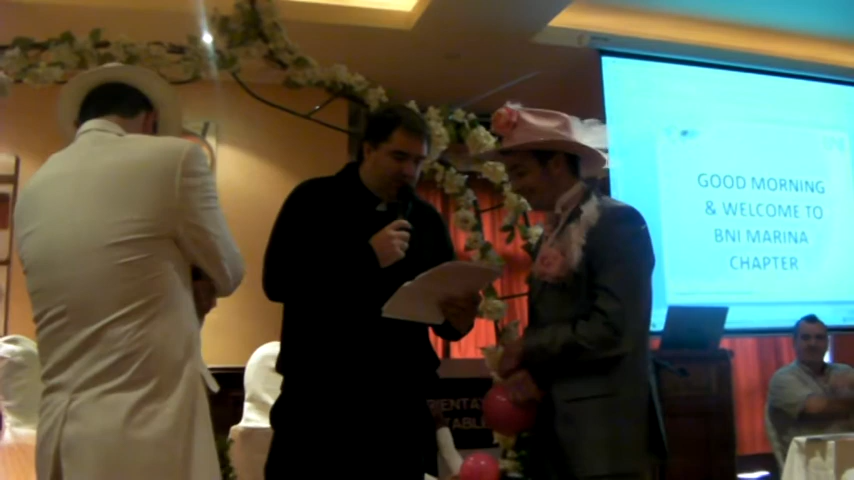 GOOD MORNING
& WELCOME TO
BNI MARINA
CHAPTER